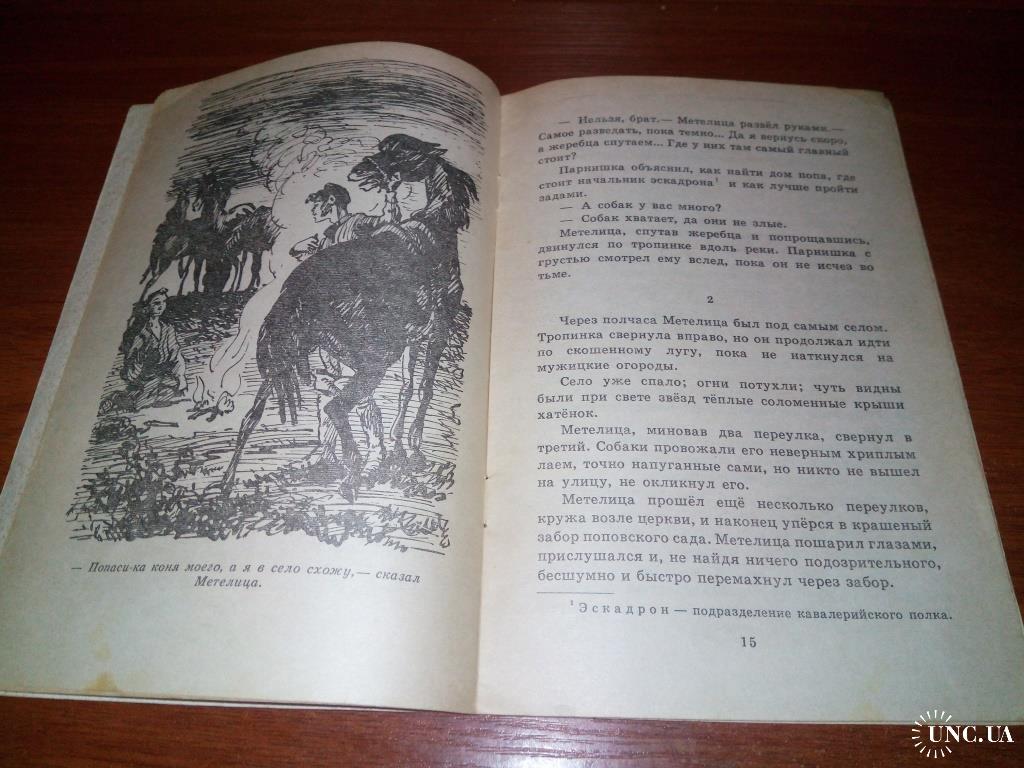 — Попаси-ка коня моего, а я в село схожу,— сказал
Метелица.
— Нельзя, брат.— Метелица развёл руками.—
Самое разведать, пока темно... Да я вернусь скоро,
а жеребца спутаем... Где у них там самый главный
стоит?
Парнишка объяснил, как найти дом попа, где
стоит начальник эскадрона¹ и как лучше пройти
задами.
— А собак у вас много?
— Собак хватает, да они не злые.
Метелица, спутав жеребца и попрощавшись,
двинулся по тропинке вдоль реки. Парнишка с
грустью смотрел ему вслед, пока он не исчез во
тьме.
2
Через полчаса Метелица был под самым селом.
Тропинка свернула вправо, но он продолжал идти
по скошенному лугу, пока не наткнулся на
мужицкие огороды.
Село уже спало; огни потухли; чуть видны
были при свете звёзд тёплые соломенные крыши
хатёнок.
Метелица, миновав два переулка, свернул в
третий. Собаки провожали его неверным хриплым
лаем, точно напуганные сами, но никто не вышел
на улицу, не окликнул его.
Метелица прошёл ещё несколько переулков,
кружа возле церкви, и наконец упёрся в крашеный
забор поповского сада. Метелица пошарил глазами,
прислушался и, не найдя ничего подозрительного,
бесшумно и быстро перемахнул через забор.
¹ Эскадрон — подразделение кавалерийского полка.
15
UNC.UA